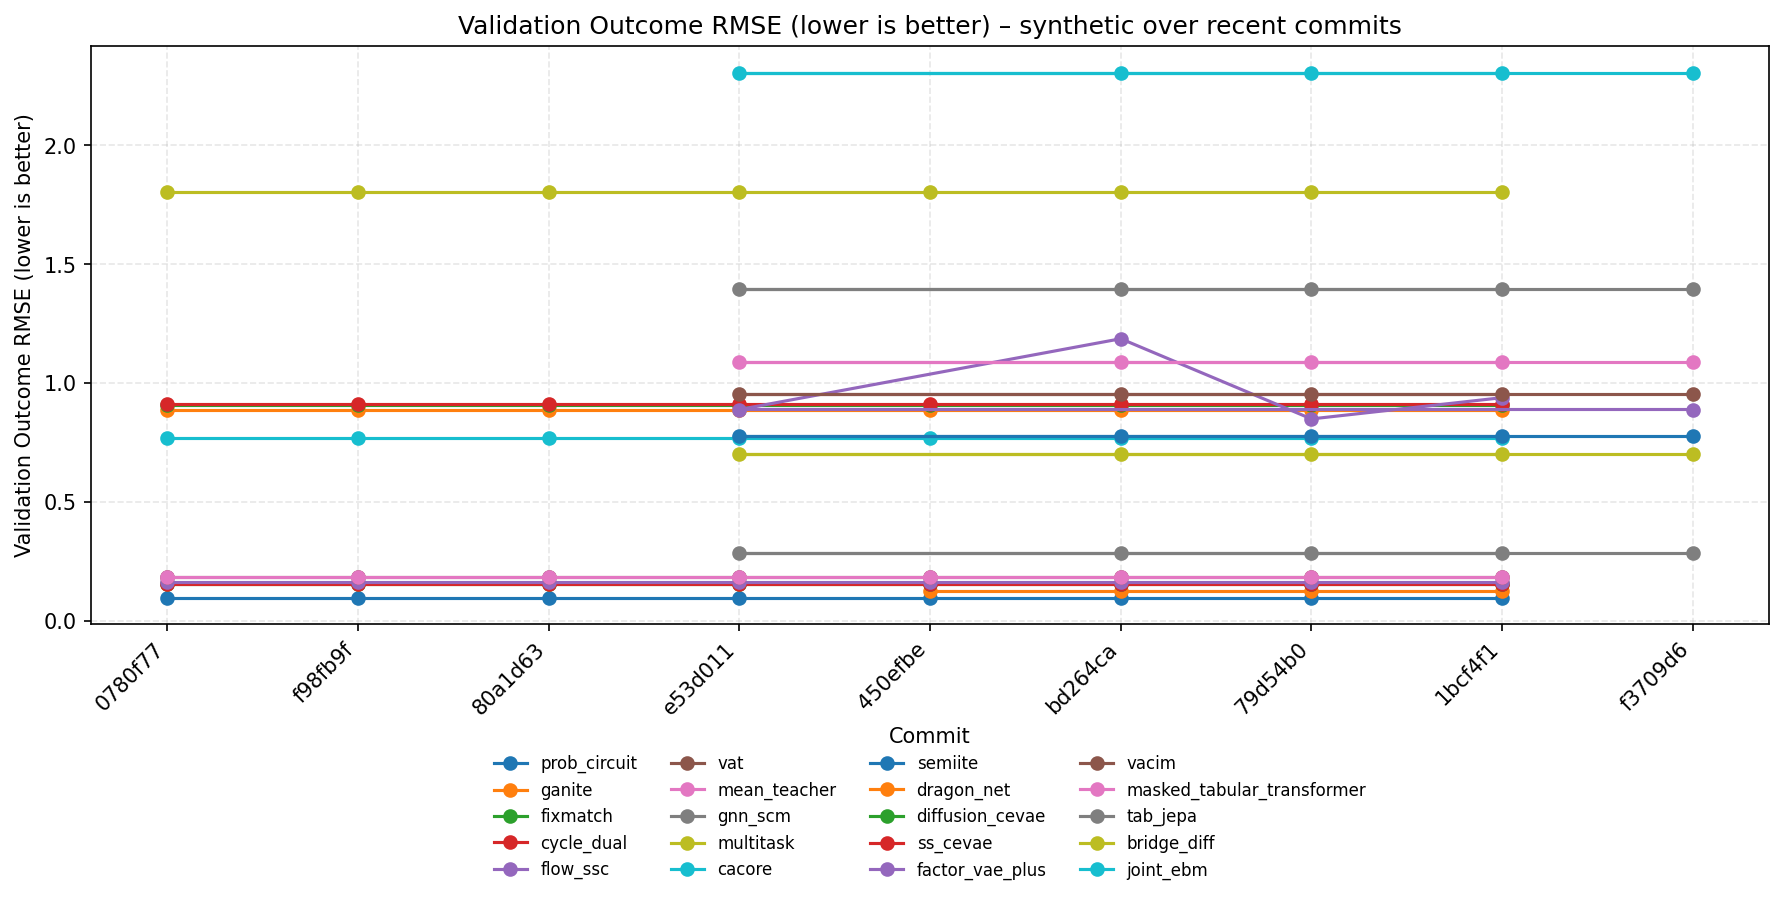 Validation Outcome RMSE (lower is better) – synthetic over recent commits
Validation Outcome RMSE (lower is better)
2.0
1.5
1.0
0.5
0.0
0780f77
f98fb9f
80a1d63
e53d011
450efbe
bd264ca
79d54b0
1bcf4f1
f3709d6
Commit
prob_circuit
ganite
fixmatch
cycle_dual
flow_ssc
vat
mean_teacher
gnn_scm
multitask
cacore
semiite
dragon_net
diffusion_cevae
ss_cevae
factor_vae_plus
vacim
masked_tabular_transformer
tab_jepa
bridge_diff
joint_ebm